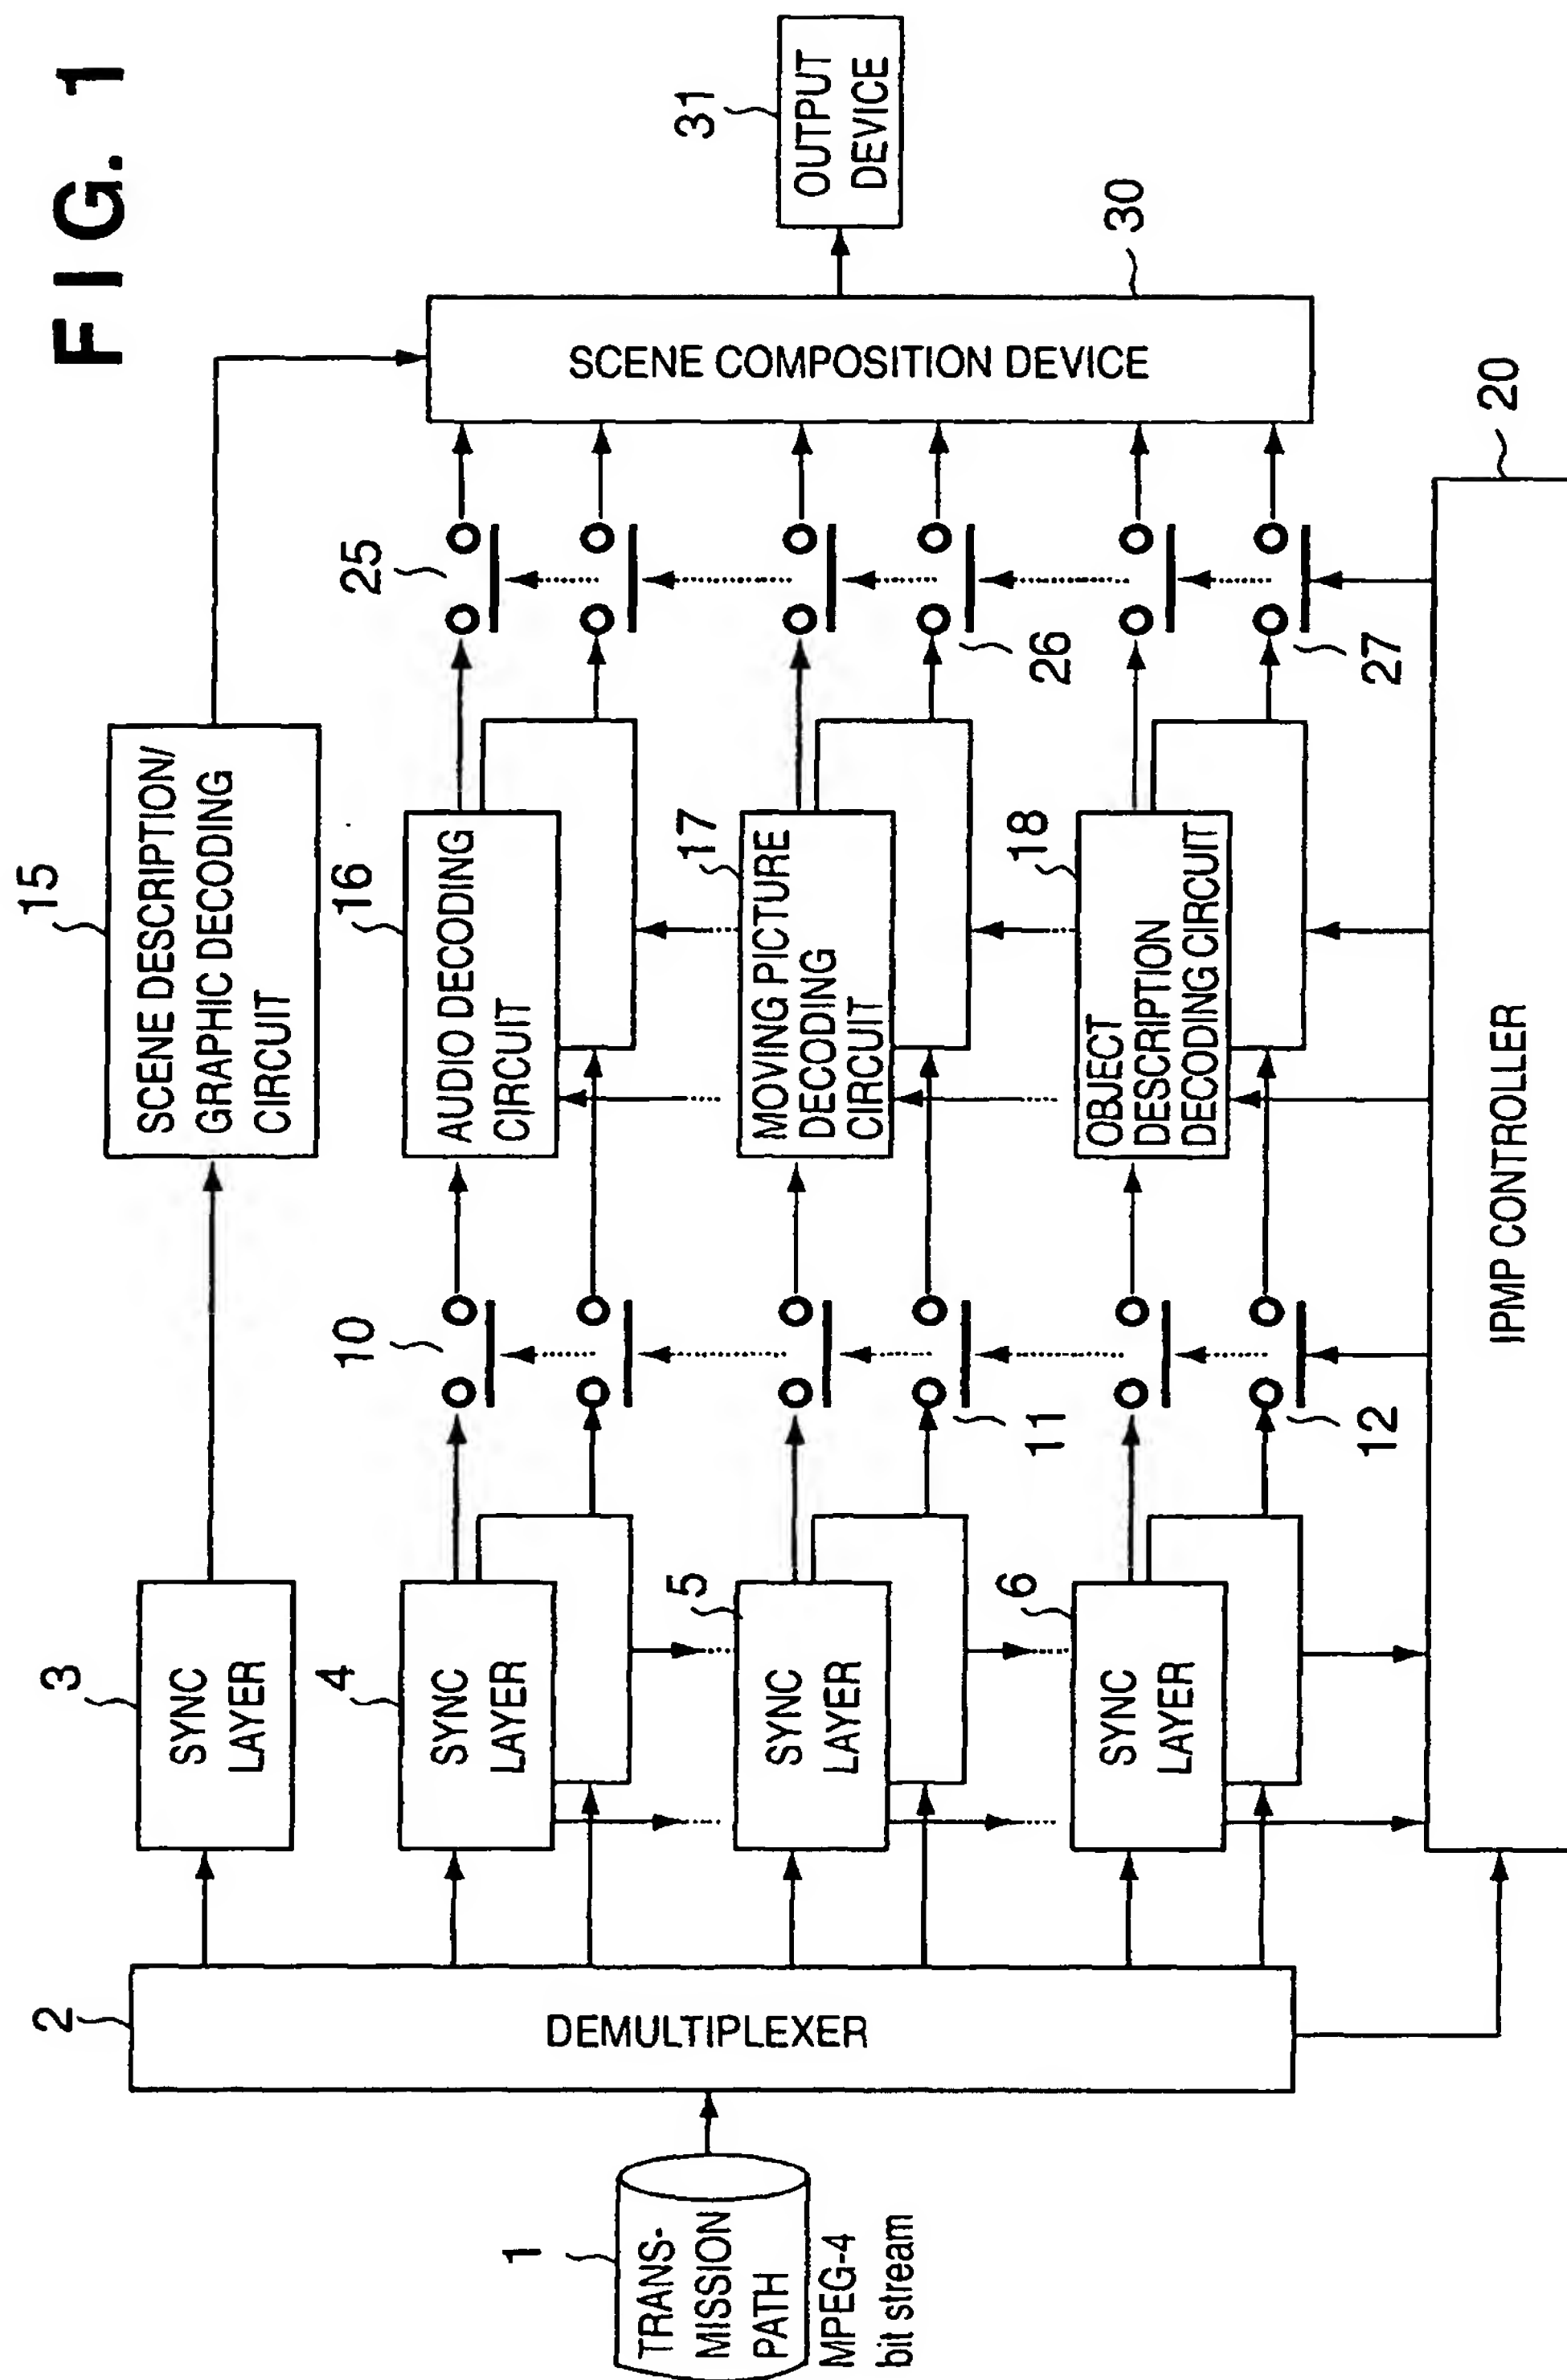 FIG. 1
15
SCENE DESCRIPTION/
GRAPHIC DECODING
CIRCUIT
3
SYNC
LAYER
2
DEMULTIPLEXER
1
TRANS-
MISSION
PATH
MPEG-4
bit stream
4
SYNC
LAYER
10
16
AUDIO DECODING
CIRCUIT
25
5
SYNC
LAYER
11
17
MOVING PICTURE
DECODING
CIRCUIT
26
6
SYNC
LAYER
12
18
OBJECT
DESCRIPTION
DECODING CIRCUIT
27
SCENE COMPOSITION DEVICE
30
31
OUTPUT
DEVICE
20
IPMP CONTROLLER